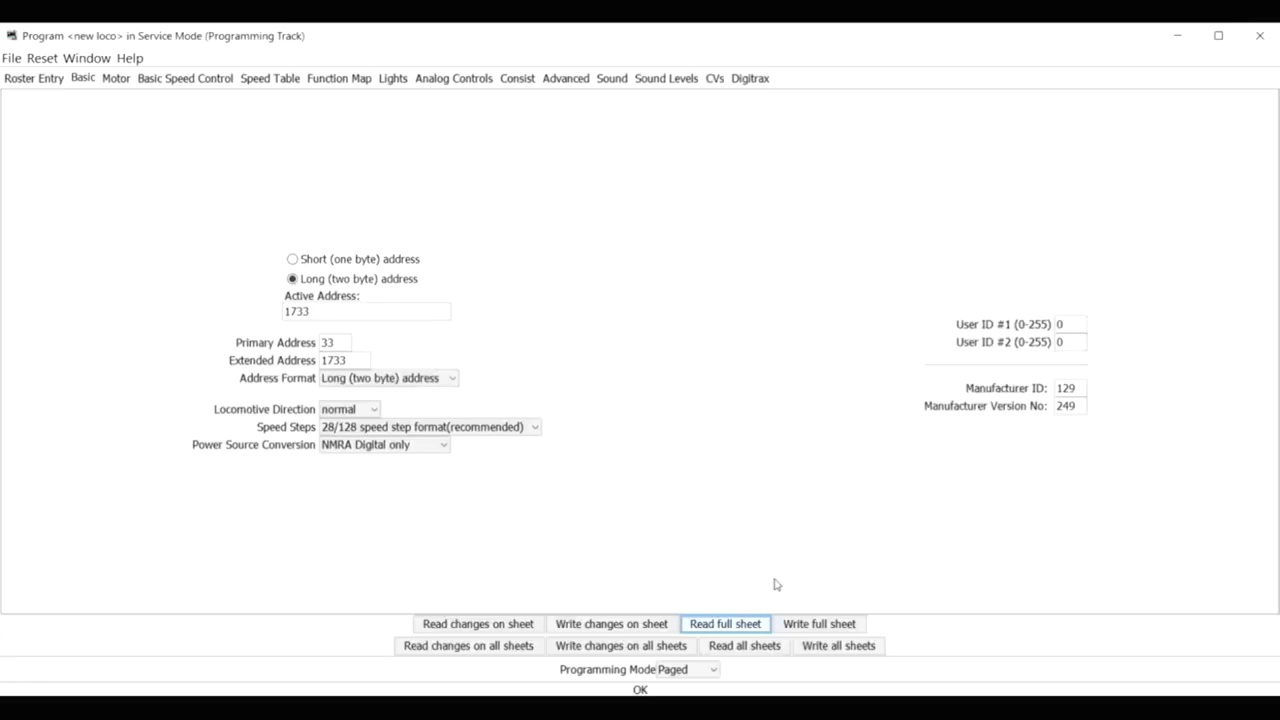 Program <new loco> in Service Mode (Programming Track)
File Reset Window Help
Roster Entry Basic Motor Basic Speed Control Speed Table Function Map Lights Analog Controls Consist Advanced Sound Sound Levels CVs Digitrax
Short (one byte) address
Long (two byte) address
Active Address:
1733
Primary Address 33
Extended Address 1733
Address Format Long (two byte) address
Locomotive Direction normal
Speed Steps 28/128 speed step format(recommended)
Power Source Conversion NMRA Digital only
User ID #1 (0-255) 0
User ID #2 (0-255) 0
Manufacturer ID: 129
Manufacturer Version No: 249
Read changes on sheet Write changes on sheet Read full sheet Write full sheet
Read changes on all sheets Write changes on all sheets Read all sheets Write all sheets
Programming Mode Paged
OK